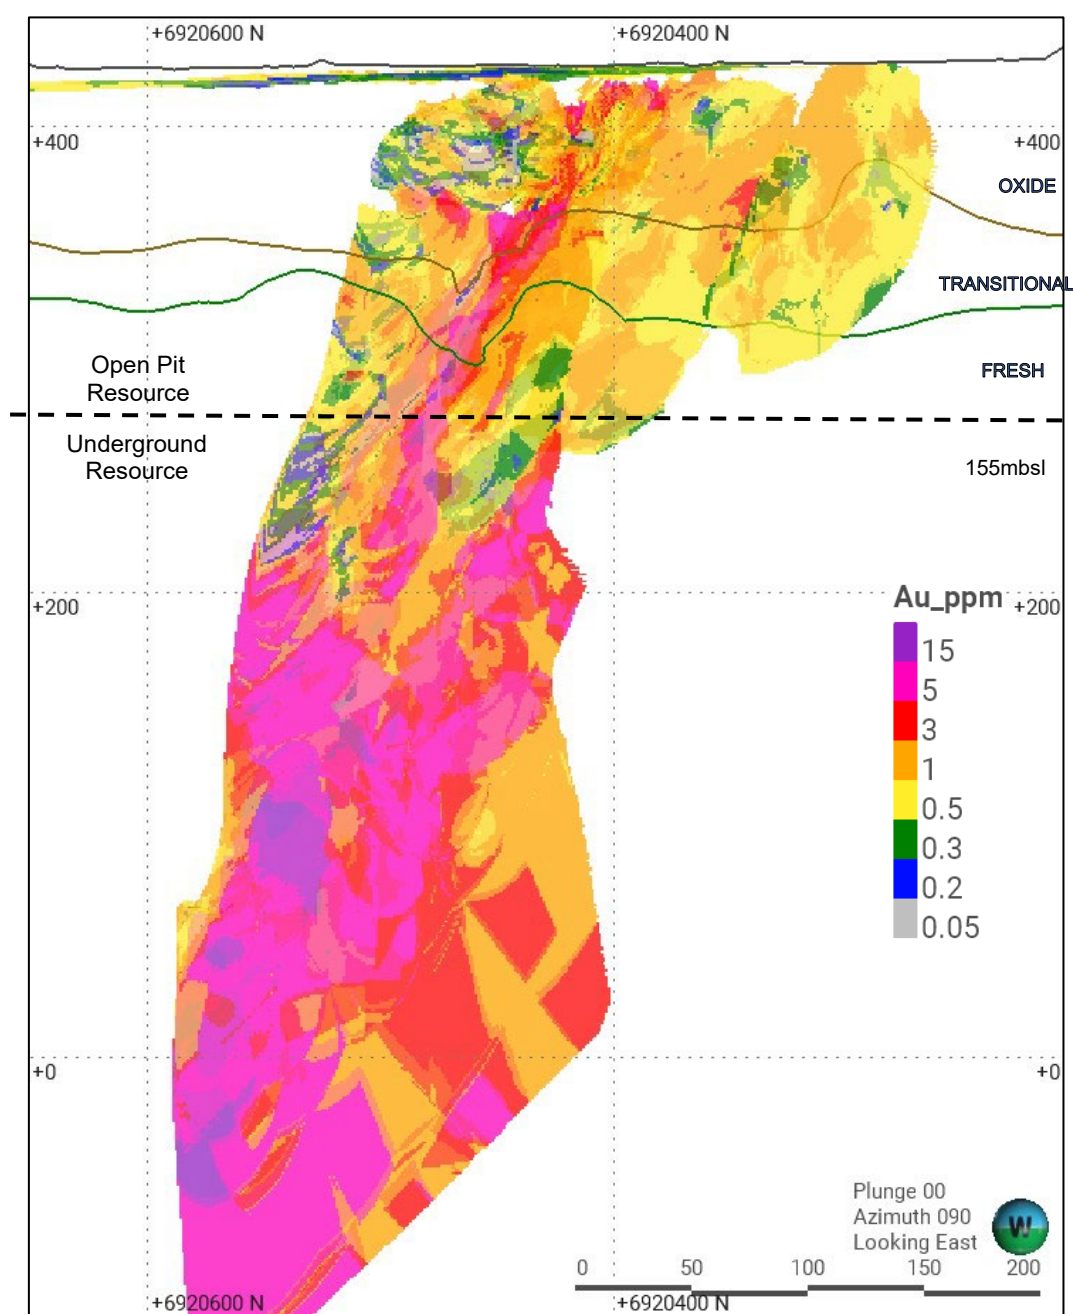 +6920600 N
+6920400 N
+400
+400
OXIDE
TRANSITIONAL
Open Pit
Resource
FRESH
Underground
Resource
155mbsl
Au_ppm
+200
+200
15
5
3
1
0.5
0.3
0.2
0.05
+0
+0
Plunge 00
Azimuth 090
Looking East
W
0 50 100 150 200
+6920600 N
+6920400 N